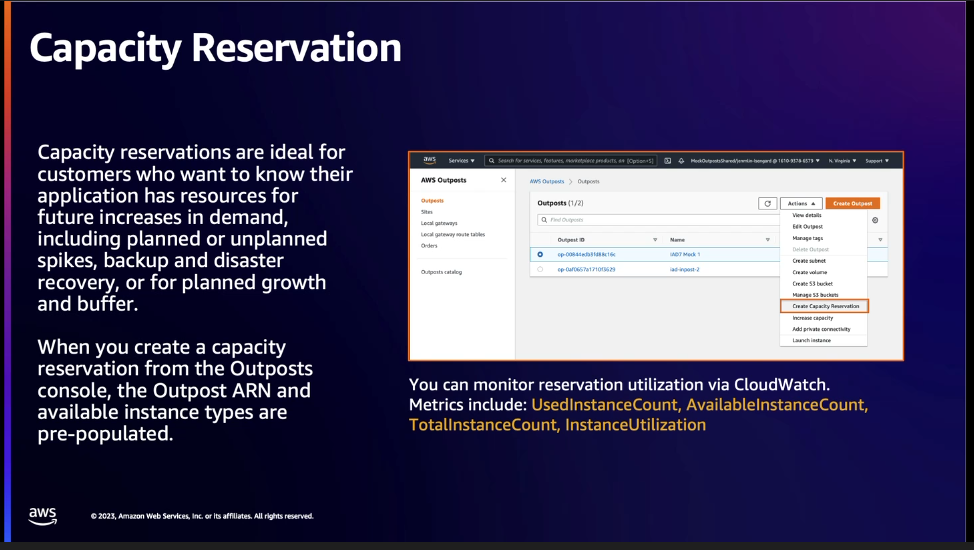 Capacity Reservation
Capacity reservations are ideal for
customers who want to know their
application has resources for
future increases in demand,
including planned or unplanned
spikes, backup and disaster
recovery, or for planned growth
and buffer.
When you create a capacity
reservation from the Outposts
console, the Outpost ARN and
available instance types are
pre-populated.
aws Services Search for services, features, marketplace products, an [Option+S] N. Virginia Support
AWS Outposts
Outposts
Sites
Local gateways
Local gateway route tables
Orders
Outposts catalog
AWS Outposts > Outposts
Outposts (1/2) Actions Create Outpost
Find Outposts
Outpost ID Name
IAD7 Mock 1
iad-inpost-2
View details
Edit Outpost
Manage tags
Delete Outpost
Create subnet
Create volume
Create S3 bucket
Manage S3 buckets
Create Capacity Reservation
Increase capacity
Add private connectivity
Launch instance
You can monitor reservation utilization via CloudWatch.
Metrics include: UsedInstanceCount, AvailableInstanceCount,
TotalInstanceCount, InstanceUtilization
aws
© 2023, Amazon Web Services, Inc. or its affiliates. All rights reserved.